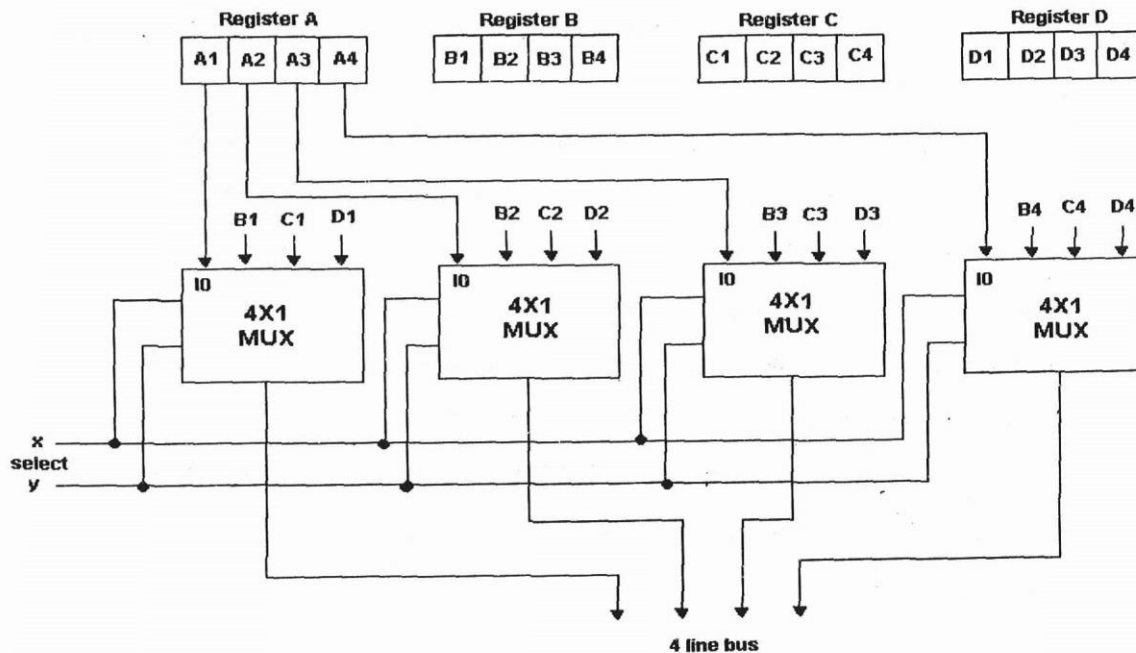 Register A Register B Register C Register D
A1 A2 A3 A4 B1 B2 B3 B4 C1 C2 C3 C4 D1 D2 D3 D4
B1 C1 D1 B2 C2 D2 B3 C3 D3 B4 C4 D4
I0 I0 I0 I0
4X1 4X1 4X1 4X1
MUX MUX MUX MUX
x
select
y
4 line bus